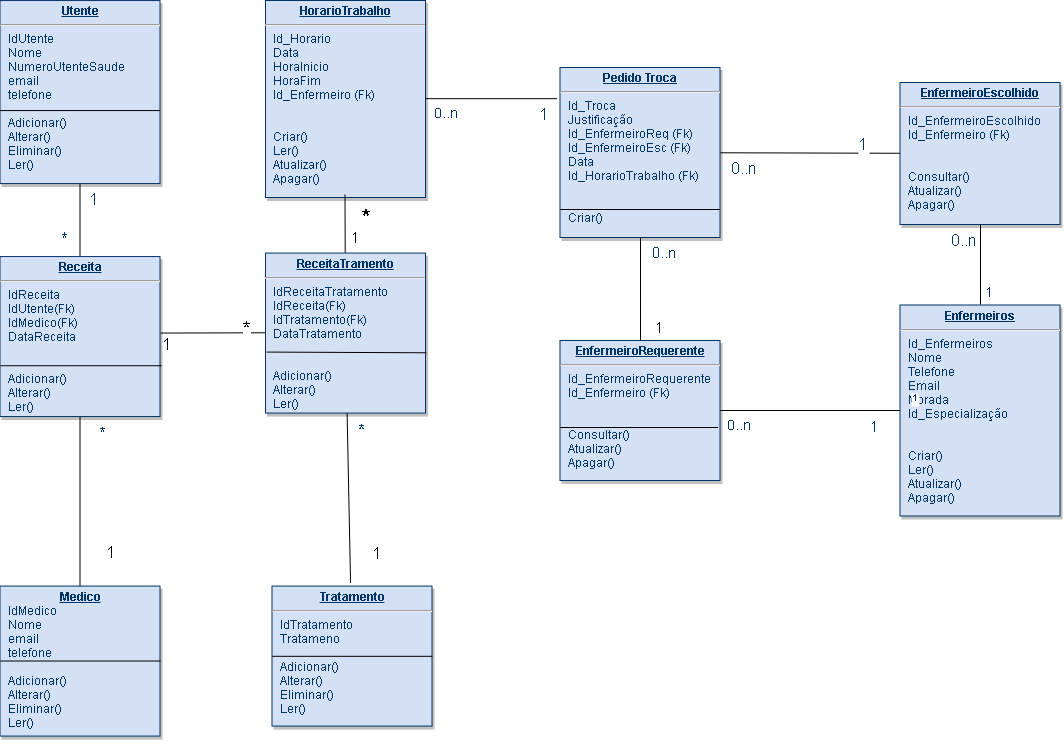 Utente
IdUtente
Nome
NumeroUtenteSaude
email
telefone
Adicionar()
Alterar()
Eliminar()
Ler()
1
*
Receita
IdReceita
IdUtente(Fk)
IdMedico(Fk)
DataReceita
Adicionar()
Alterar()
Ler()
1
*
*
1
Medico
IdMedico
Nome
email
telefone
Adicionar()
Alterar()
Eliminar()
Ler()
HorarioTrabalho
Id_Horario
Data
HoraInicio
HoraFim
Id_Enfermeiro (Fk)
Criar()
Ler()
Atualizar()
Apagar()
0..n
1
*
1
ReceitaTramento
IdReceitaTratamento
IdReceita(Fk)
IdTratamento(Fk)
DataTratamento
Adicionar()
Alterar()
Ler()
*
1
Tratamento
IdTratamento
Tratameno
Adicionar()
Alterar()
Eliminar()
Ler()
Pedido Troca
Id_Troca
Justificação
Id_EnfermeiroReq (Fk)
Id_EnfermeiroEsc (Fk)
Data
Id_HorarioTrabalho (Fk)
Criar()
0..n
1
0..n
1
EnfermeiroRequerente
Id_EnfermeiroRequerente
Id_Enfermeiro (Fk)
Consultar()
Atualizar()
Apagar()
0..n
1
EnfermeiroEscolhido
Id_EnfermeiroEscolhido
Id_Enfermeiro (Fk)
Consultar()
Atualizar()
Apagar()
0..n
1
Enfermeiros
Id_Enfermeiros
Nome
Telefone
Email
Morada
1
Id_Especialização
Criar()
Ler()
Atualizar()
Apagar()